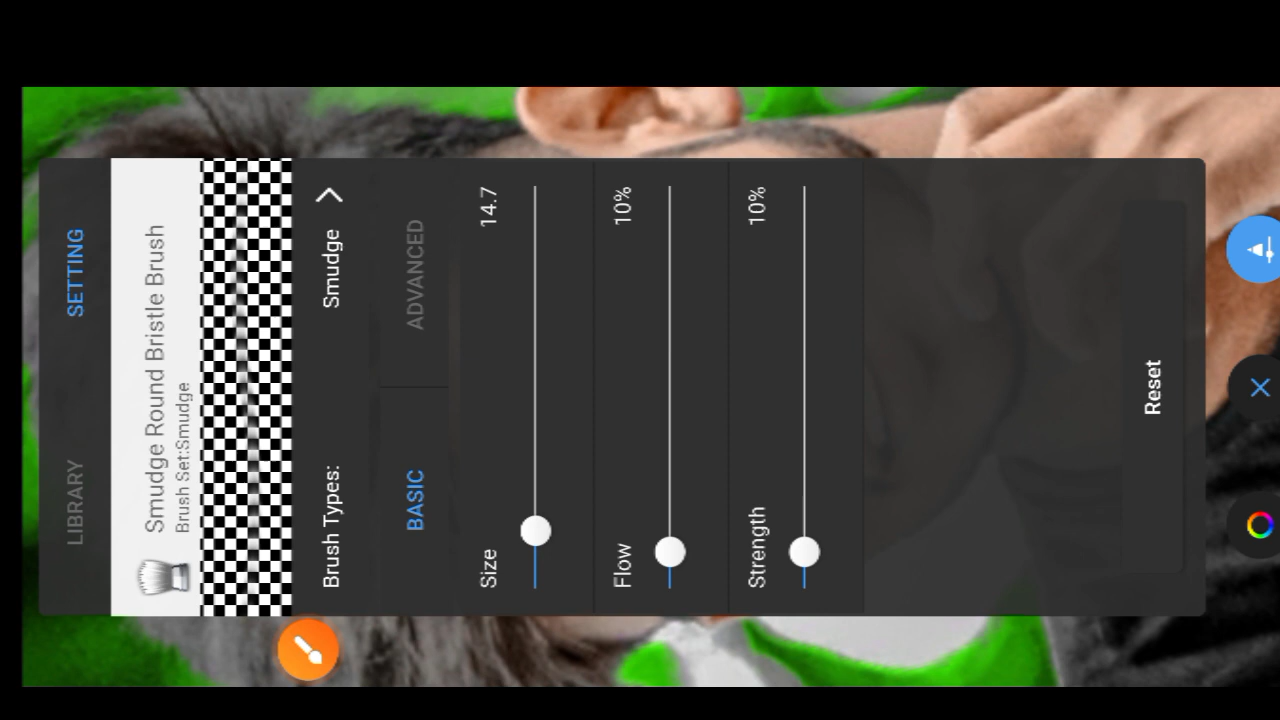 LIBRARY SETTING
Smudge Round Bristle Brush
Brush Set:Smudge
Brush Types: Smudge
BASIC ADVANCED
Size 14.7
Flow 10%
Strength 10%
Reset